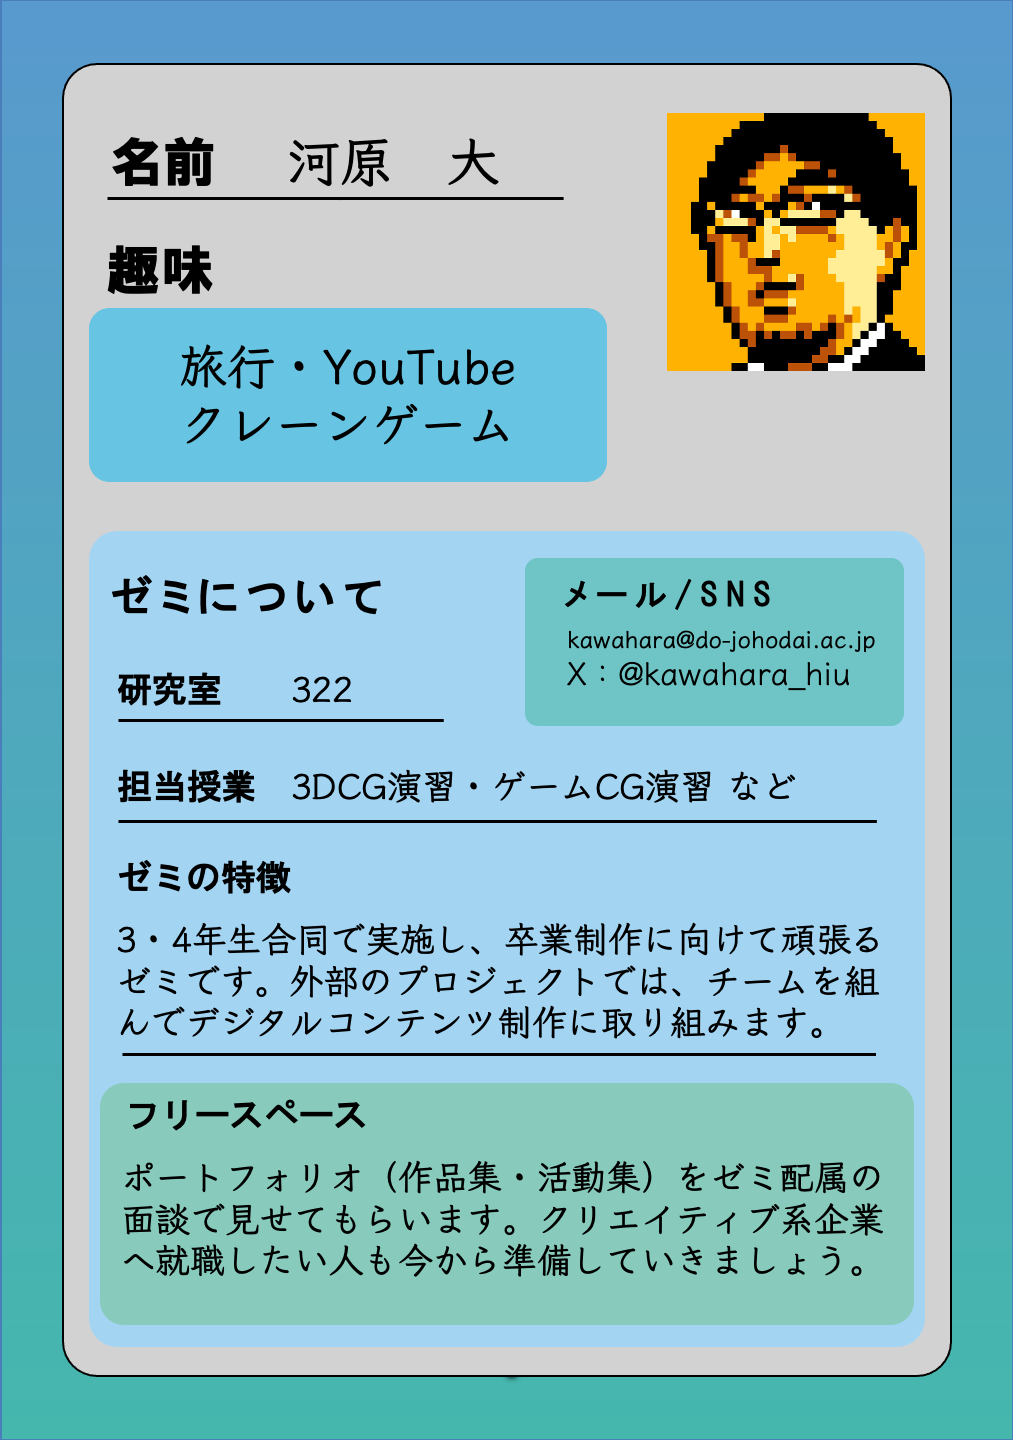 名前　河原　大
趣味
旅行・YouTube
クレーンゲーム
ゼミについて
メール/SNS
kawahara@do-johodai.ac.jp
X：@kawahara_hiu
研究室　322
担当授業　3DCG演習・ゲームCG演習 など
ゼミの特徴
3・4年生合同で実施し、卒業制作に向けて頑張る
ゼミです。外部のプロジェクトでは、チームを組
んでデジタルコンテンツ制作に取り組みます。
フリースペース
ポートフォリオ（作品集・活動集）をゼミ配属の
面談で見せてもらいます。クリエイティブ系企業
へ就職したい人も今から準備していきましょう。